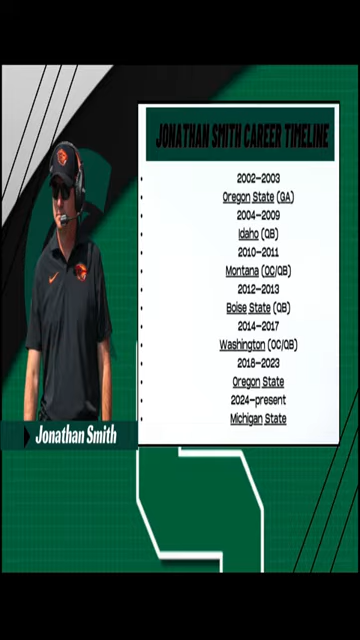 JONATHAN SMITH CAREER TIMELINE
2002–2003
Oregon State (GA)
2004–2009
Idaho (QB)
2010–2011
Montana (OC/QB)
2012–2013
Boise State (QB)
2014–2017
Washington (OC/QB)
2018–2023
Oregon State
2024–present
Michigan State
Jonathan Smith